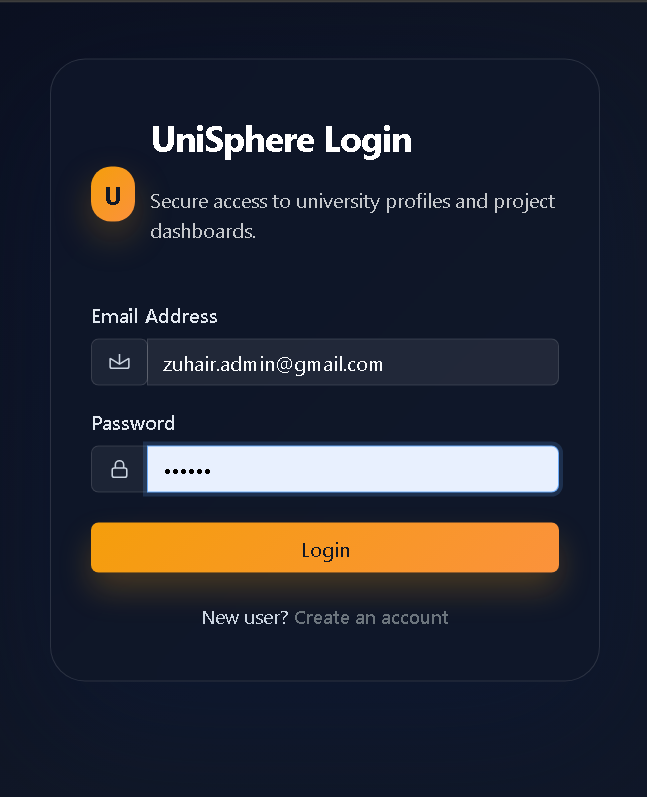 UniSphere Login
U
Secure access to university profiles and project
dashboards.
Email Address
zuhair.admin@gmail.com
Password
••••••
Login
New user? Create an account